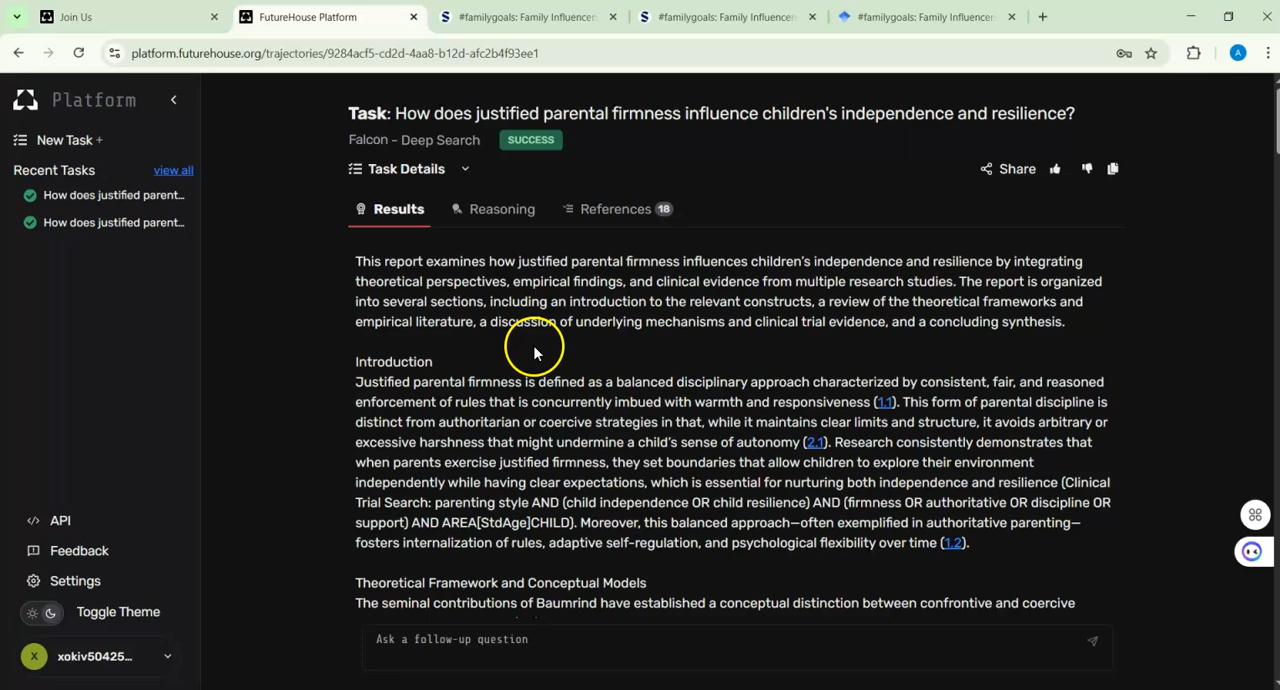 Join Us
FutureHouse Platform
#familygoals: Family Influencer
#familygoals: Family Influencer
#familygoals: Family Influencer
platform.futurehouse.org/trajectories/9284acf5-cd2d-4aa8-b12d-afc2b4f93ee1
A
Platform
New Task +
Recent Tasks view all
How does justified parent...
How does justified parent...
API
Feedback
Settings
Toggle Theme
X xokiv50425...
Task: How does justified parental firmness influence children's independence and resilience?
Falcon - Deep Search SUCCESS
Task Details
Share
Results Reasoning References 18
This report examines how justified parental firmness influences children's independence and resilience by integrating
theoretical perspectives, empirical findings, and clinical evidence from multiple research studies. The report is organized
into several sections, including an introduction to the relevant constructs, a review of the theoretical frameworks and
empirical literature, a discussion of underlying mechanisms and clinical trial evidence, and a concluding synthesis.
Introduction
Justified parental firmness is defined as a balanced disciplinary approach characterized by consistent, fair, and reasoned
enforcement of rules that is concurrently imbued with warmth and responsiveness (1.1). This form of parental discipline is
distinct from authoritarian or coercive strategies in that, while it maintains clear limits and structure, it avoids arbitrary or
excessive harshness that might undermine a child's sense of autonomy (2.1). Research consistently demonstrates that
when parents exercise justified firmness, they set boundaries that allow children to explore their environment
independently while having clear expectations, which is essential for nurturing both independence and resilience (Clinical
Trial Search: parenting style AND (child independence OR child resilience) AND (firmness OR authoritative OR discipline OR
support) AND AREA[StdAge]CHILD). Moreover, this balanced approach—often exemplified in authoritative parenting—
fosters internalization of rules, adaptive self-regulation, and psychological flexibility over time (1.2).
Theoretical Framework and Conceptual Models
The seminal contributions of Baumrind have established a conceptual distinction between confrontive and coercive
Ask a follow-up question